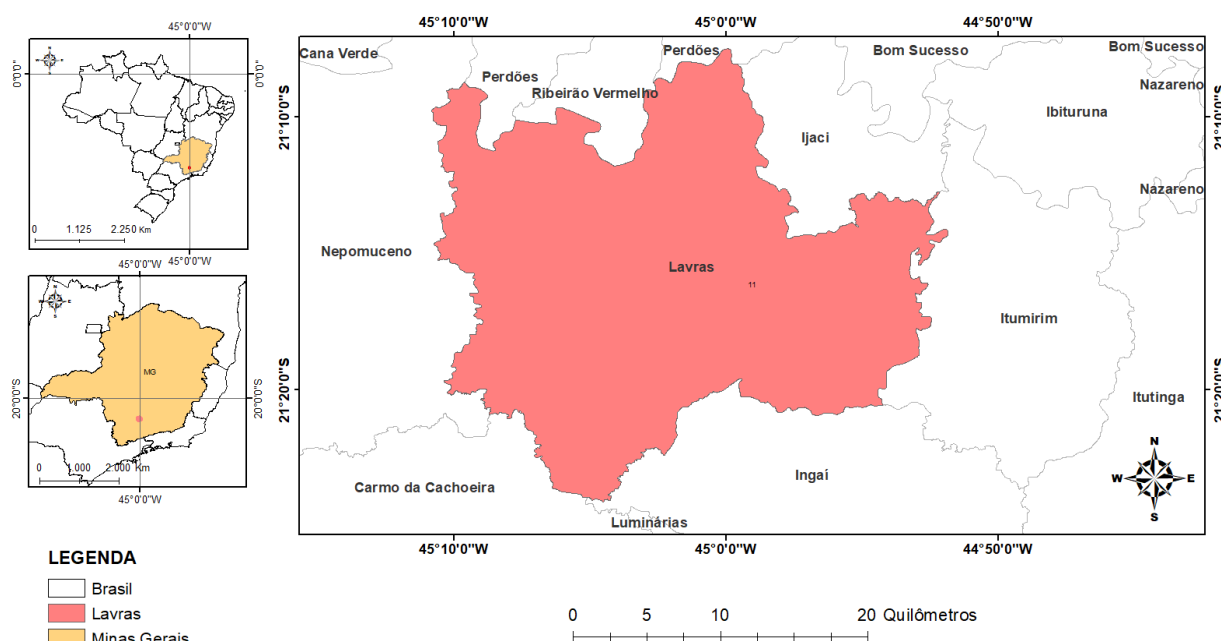 45°0'0"W
0°0'0"
0°0'0"
N
W
E
S
0
1.125
2.250 Km
45°0'0"W
45°0'0"W
20°0'0"S
20°0'0"S
N
W
E
S
MG
0
1.000
2.000 Km
45°0'0"W
45°10'0"W
45°0'0"W
44°50'0"W
21°10'0"S
21°10'0"S
Cana Verde
Perdões
Perdões
Ribeirão Vermelho
Bom Sucesso
Bom Sucesso
Nazareno
Ibituruna
Ijaci
Nazareno
Nepomuceno
Lavras
11
Itumirim
21°20'0"S
21°20'0"S
Itutinga
Carmo da Cachoeira
Ingaí
Luminárias
N
W
E
S
45°10'0"W
45°0'0"W
44°50'0"W
LEGENDA
Brasil
Lavras
Minas Gerais
0
5
10
20 Quilômetros